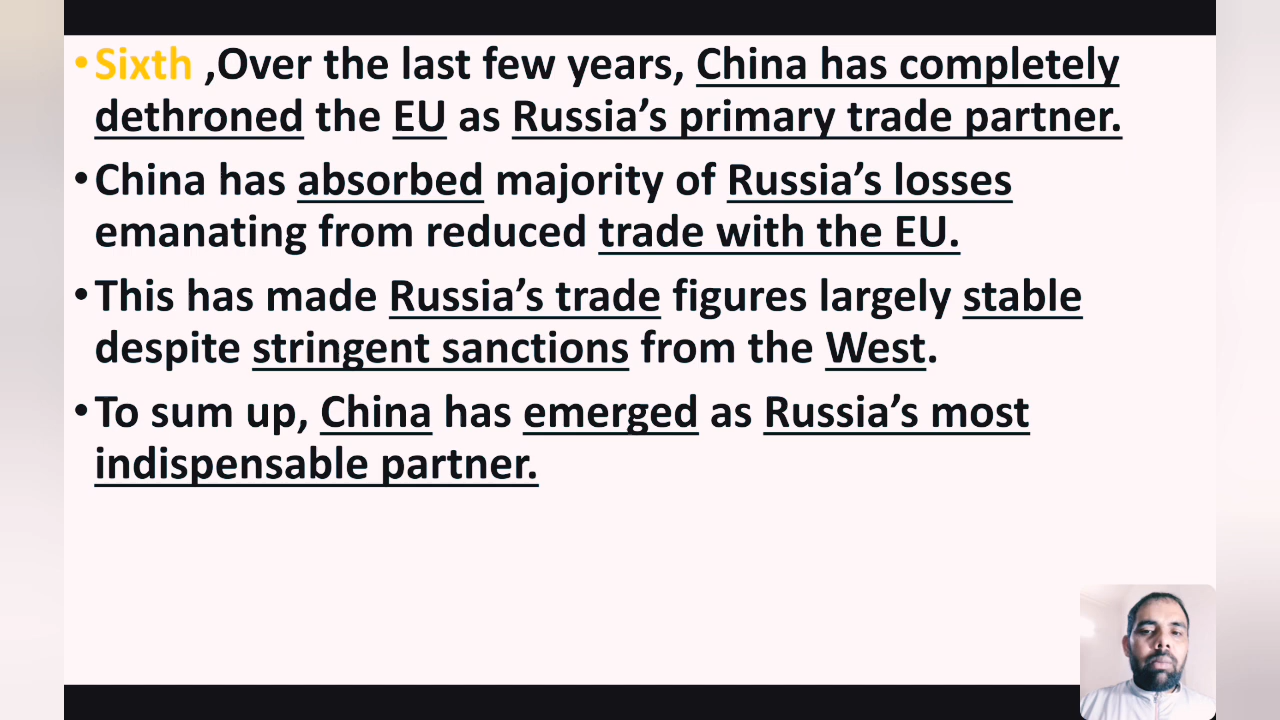 •Sixth ,Over the last few years, China has completely
dethroned the EU as Russia’s primary trade partner.
•China has absorbed majority of Russia’s losses
emanating from reduced trade with the EU.
•This has made Russia’s trade figures largely stable
despite stringent sanctions from the West.
•To sum up, China has emerged as Russia’s most
indispensable partner.